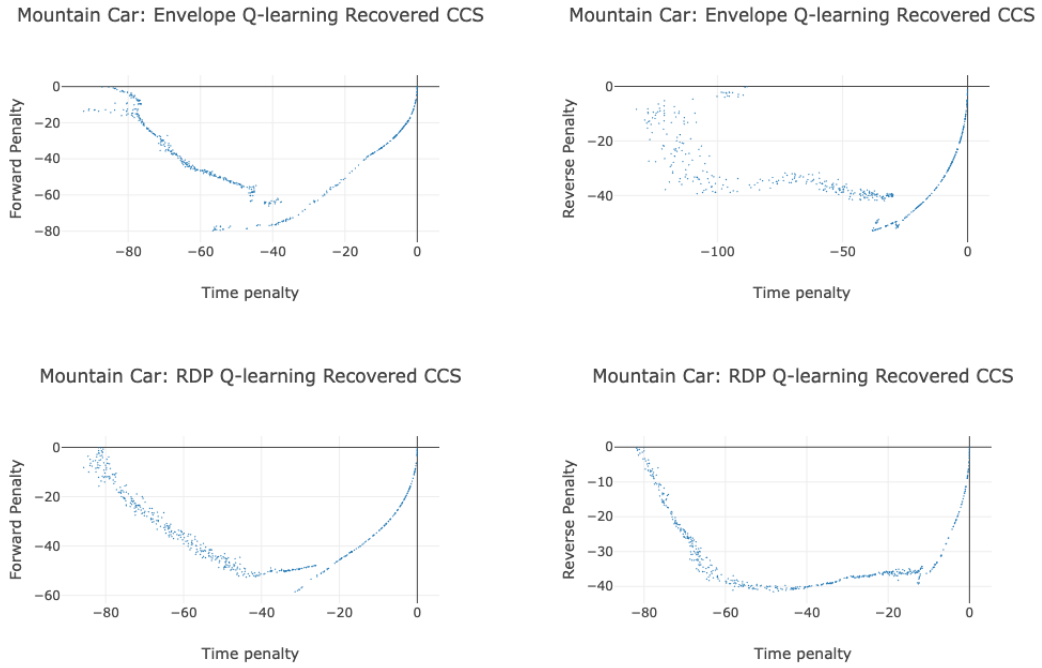 Mountain Car: Envelope Q-learning Recovered CCS
0
−20
−40
−60
−80
Forward Penalty
−80
−60
−40
−20
0
Time penalty
Mountain Car: Envelope Q-learning Recovered CCS
0
−20
−40
Reverse Penalty
−100
−50
0
Time penalty
Mountain Car: RDP Q-learning Recovered CCS
0
−20
−40
−60
Forward Penalty
−80
−60
−40
−20
0
Time penalty
Mountain Car: RDP Q-learning Recovered CCS
0
−10
−20
−30
−40
Reverse Penalty
−80
−60
−40
−20
0
Time penalty